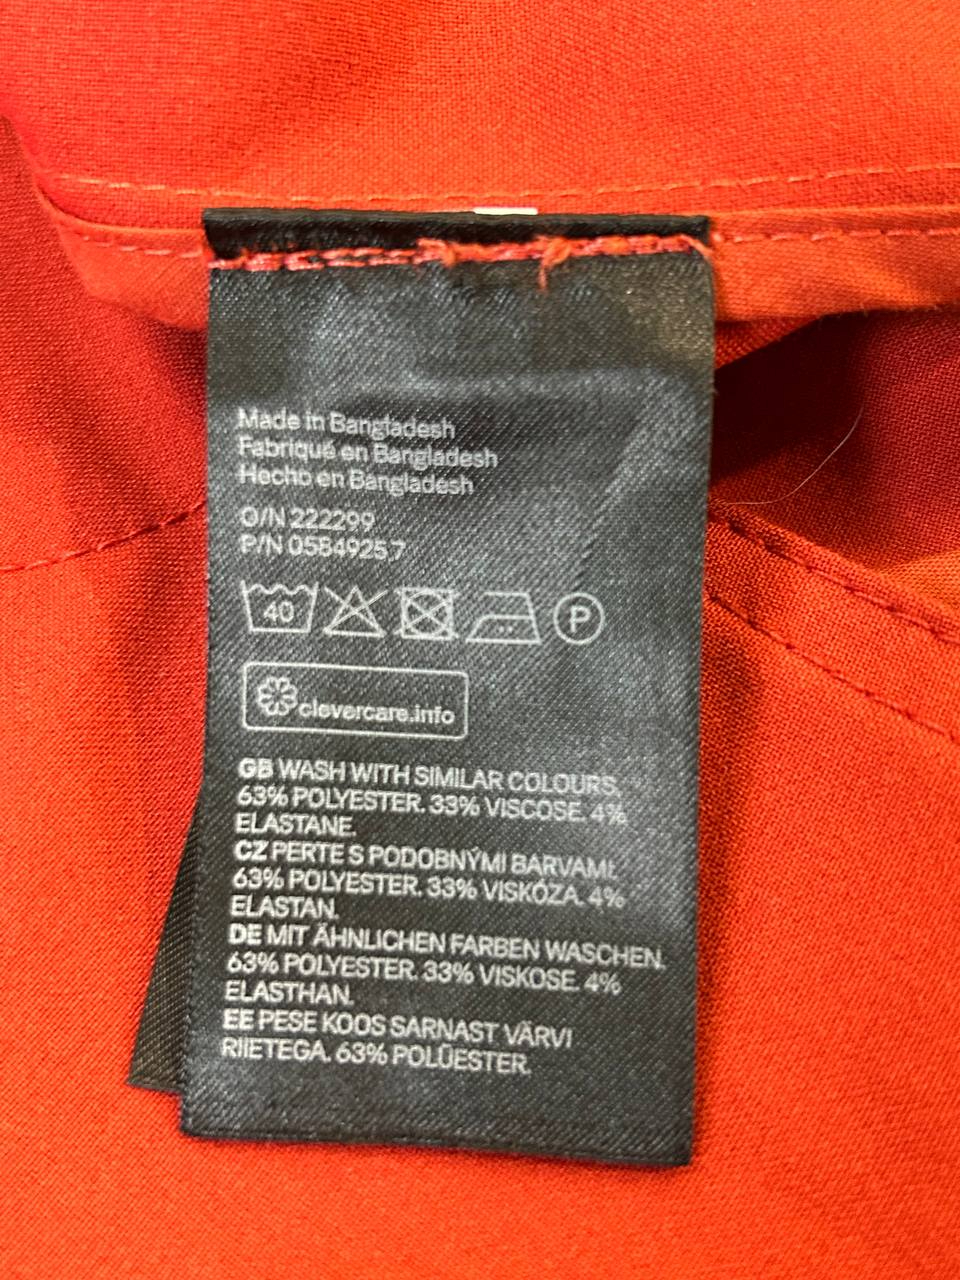 Made in Bangladesh
Fabriqué en Bangladesh
Hecho en Bangladesh
O/N 222299
P/N 05849257
40
P
clevercare.info
GB WASH WITH SIMILAR COLOURS.
63% POLYESTER. 33% VISCOSE. 4%
ELASTANE.
CZ PERTE S PODOBNÝMI BARVAMI.
63% POLYESTER. 33% VISKÓZA. 4%
ELASTAN.
DE MIT ÄHNLICHEN FARBEN WASCHEN.
63% POLYESTER. 33% VISKOSE. 4%
ELASTHAN.
EE PESE KOOS SARNAST VÄRVI
RIIETEGA. 63% POLÜESTER.